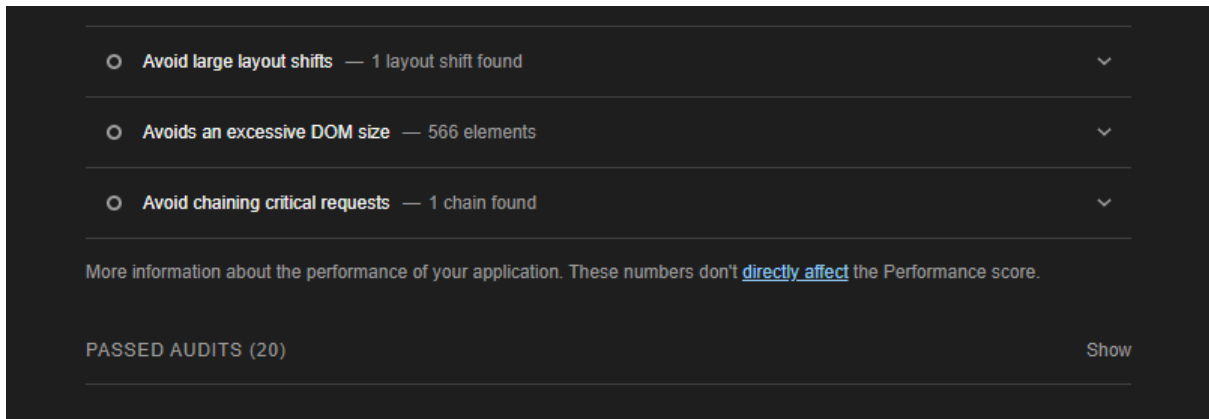 Avoid large layout shifts — 1 layout shift found
Avoids an excessive DOM size — 566 elements
Avoid chaining critical requests — 1 chain found
More information about the performance of your application. These numbers don't directly affect the Performance score.
PASSED AUDITS (20) Show